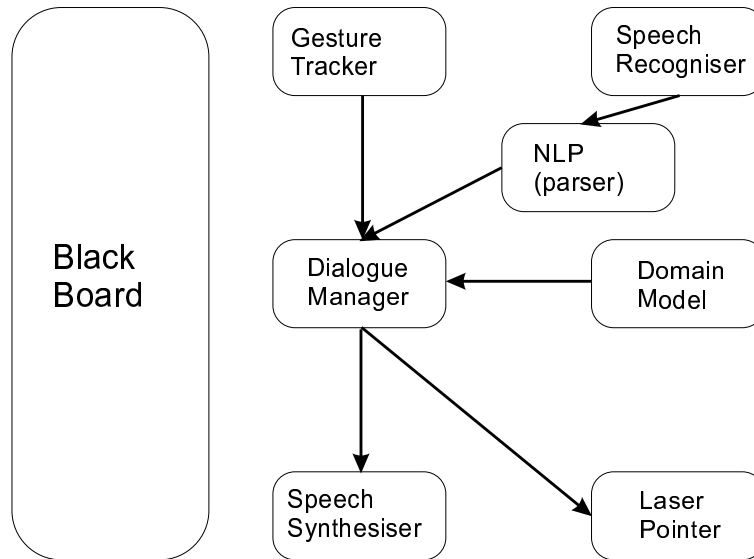 Gesture
Tracker
Speech
Recogniser
NLP
(parser)
Black
Board
Dialogue
Manager
Domain
Model
Speech
Synthesiser
Laser
Pointer